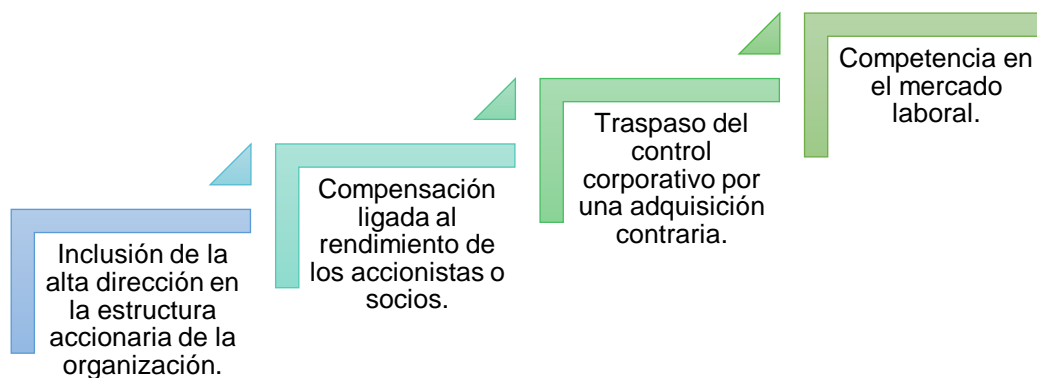 Inclusión de la
alta dirección en
la estructura
accionaria de la
organización.
Compensación
ligada al
rendimiento de
los accionistas o
socios.
Traspaso del
control
corporativo por
una adquisición
contraria.
Competencia en
el mercado
laboral.